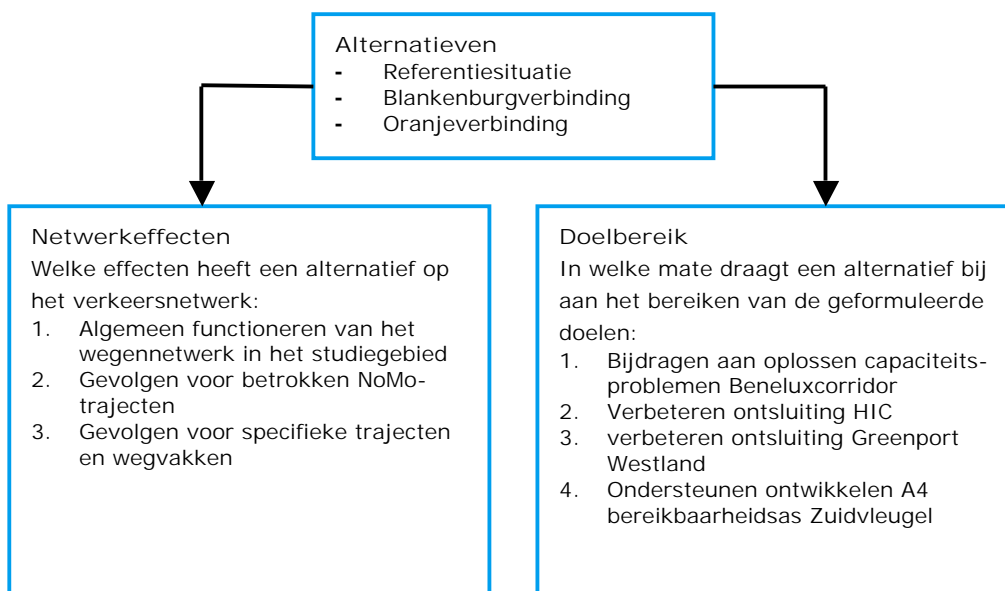 Alternatieven
- Referentiesituatie
- Blankenburgverbinding
- Oranjeverbinding
Netwerkeffecten
Welke effecten heeft een alternatief op
het verkeersnetwerk:
1. Algemeen functioneren van het
wegennetwerk in het studiegebied
2. Gevolgen voor betrokken NoMo-
trajecten
3. Gevolgen voor specifieke trajecten
en wegvakken
Doelbereik
In welke mate draagt een alternatief bij
aan het bereiken van de geformuleerde
doelen:
1. Bijdragen aan oplossen capaciteits-
problemen Beneluxcorridor
2. Verbeteren ontsluiting HIC
3. verbeteren ontsluiting Greenport
Westland
4. Ondersteunen ontwikkelen A4
bereikbaarheidsas Zuidvleugel